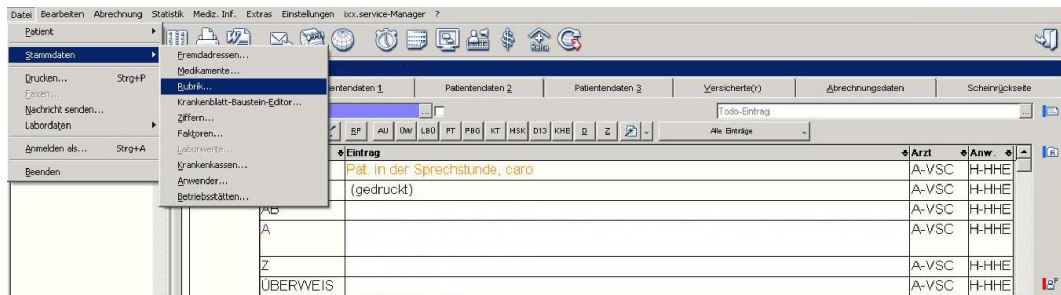 Datei Bearbeiten Abrechnung Statistik Mediz. Inf. Extras Einstellungen ixx.service-Manager ?
Patient
Stammdaten
Drucken... Strg+P
Faxen...
Nachricht senden...
Labordaten
Anmelden als... Strg+A
Beenden
Fremdadressen...
Medikamente...
Rubrik...
Krankenblatt-Baustein-Editor...
Ziffern...
Faktoren...
Laborwerte...
Krankenkassen...
Anwender...
Betriebsstätten...
entendaten 1 Patientendaten 2 Patientendaten 3 Versicherte(r) Abrechnungsdaten Scheinrückseite
... Todo-Eintrag ...
RP AU ÜW LBÜ PT PBG KT HSK D13 KHE D Z Alle Einträge
Eintrag Arzt Anw.
Pat. in der Sprechstunde, caro A-VSC H-HHE
(gedruckt) A-VSC H-HHE
AB A-VSC H-HHE
A A-VSC H-HHE
Z A-VSC H-HHE
ÜBERWEIS A-VSC H-HHE